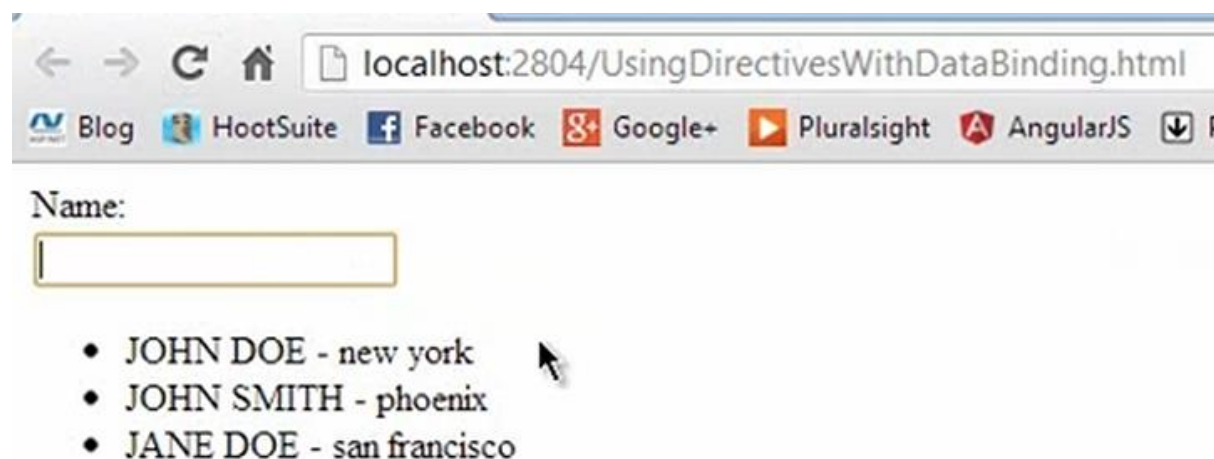 localhost:2804/UsingDirectivesWithDataBinding.html
Blog HootSuite Facebook Google+ Pluralsight AngularJS
Name:
JOHN DOE - new york
JOHN SMITH - phoenix
JANE DOE - san francisco